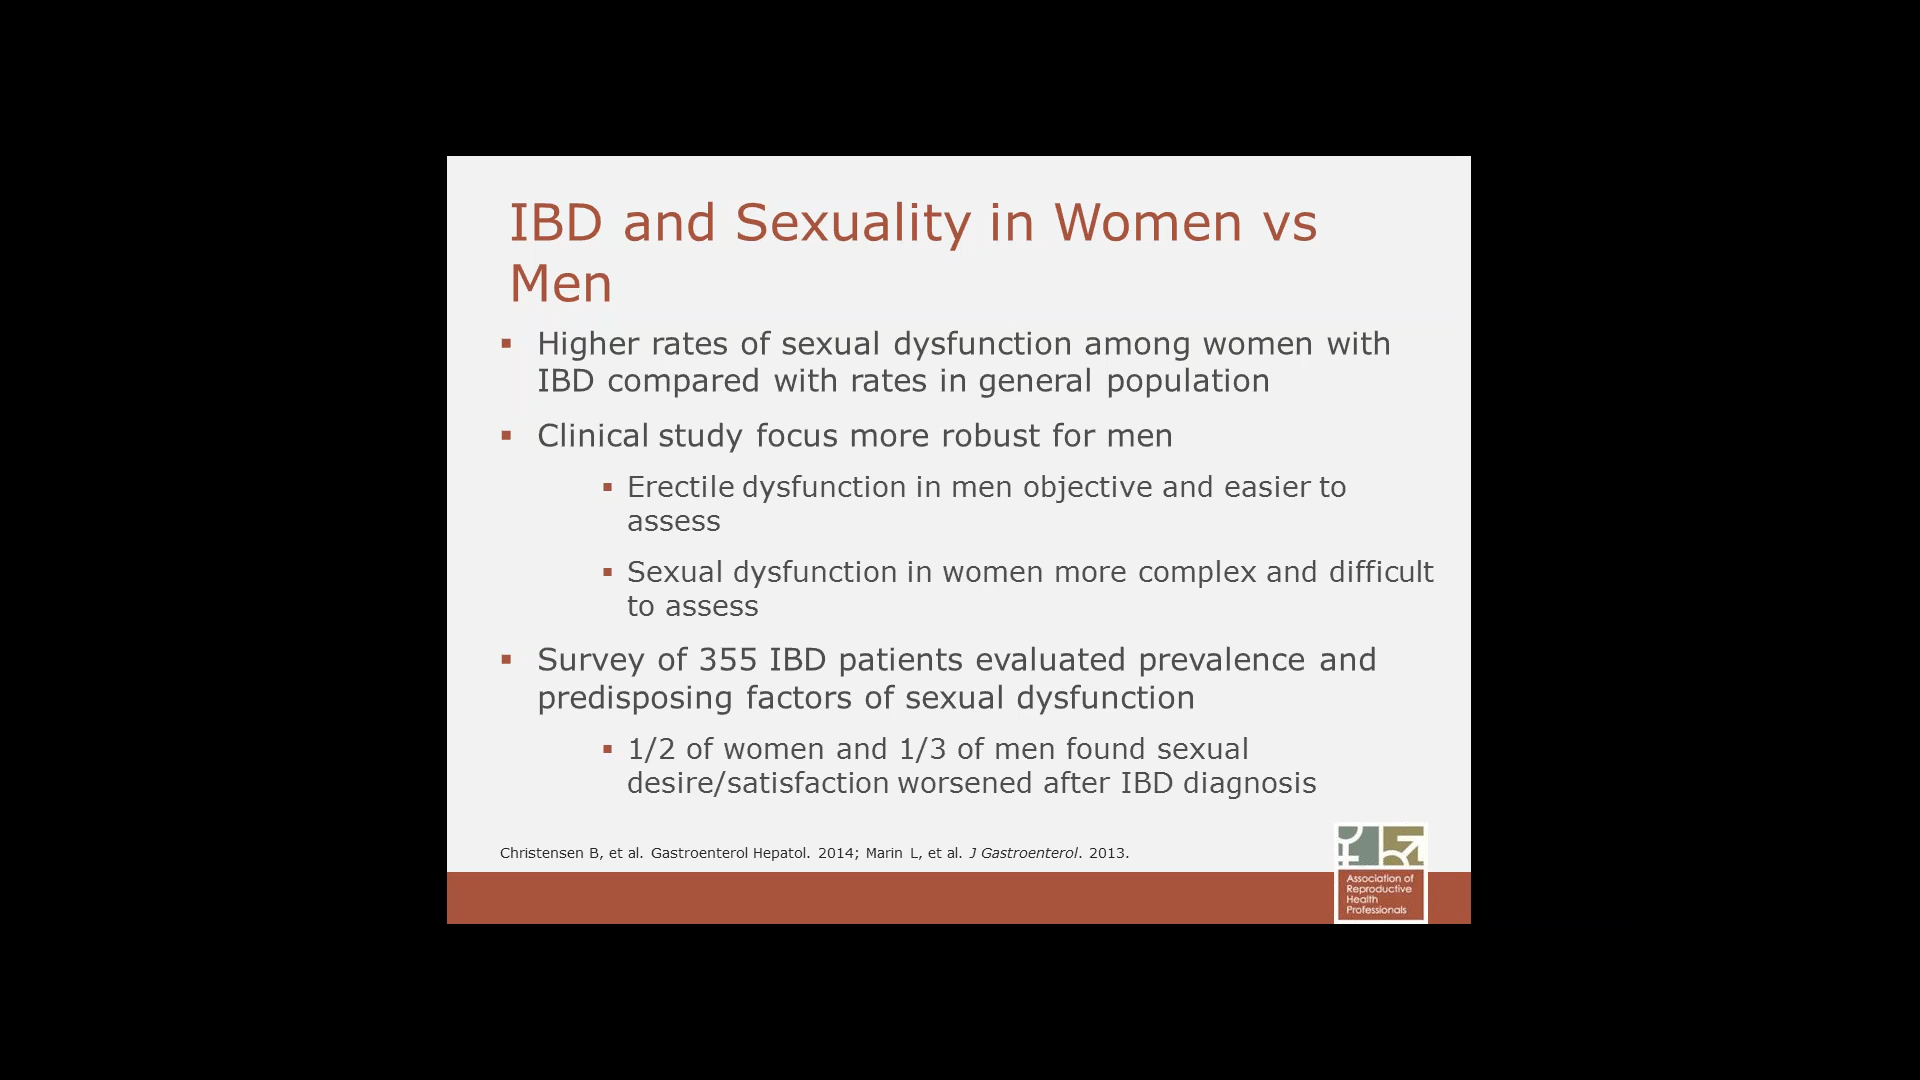 IBD and Sexuality in Women vs
Men
▪ Higher rates of sexual dysfunction among women with
IBD compared with rates in general population
▪ Clinical study focus more robust for men
▪ Erectile dysfunction in men objective and easier to
assess
▪ Sexual dysfunction in women more complex and difficult
to assess
▪ Survey of 355 IBD patients evaluated prevalence and
predisposing factors of sexual dysfunction
▪ 1/2 of women and 1/3 of men found sexual
desire/satisfaction worsened after IBD diagnosis
Christensen B, et al. Gastroenterol Hepatol. 2014; Marin L, et al. J Gastroenterol. 2013.
Association of
Reproductive
Health
Professionals